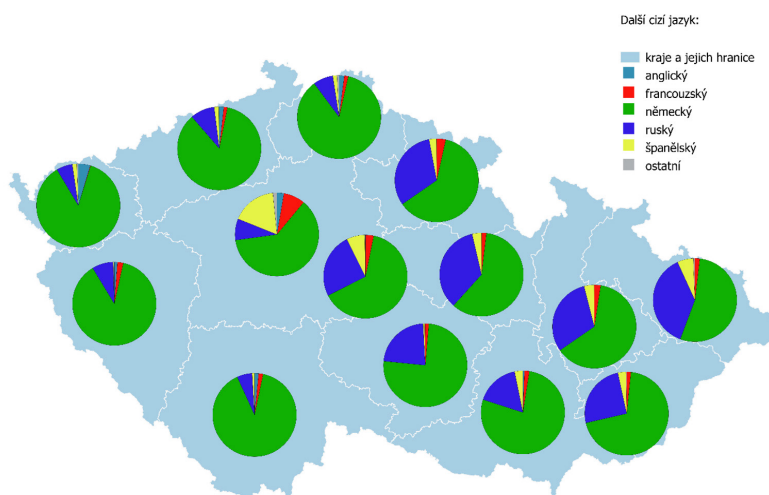 Další cizí jazyk:
kraje a jejich hranice
anglický
francouzský
německý
ruský
španělský
ostatní